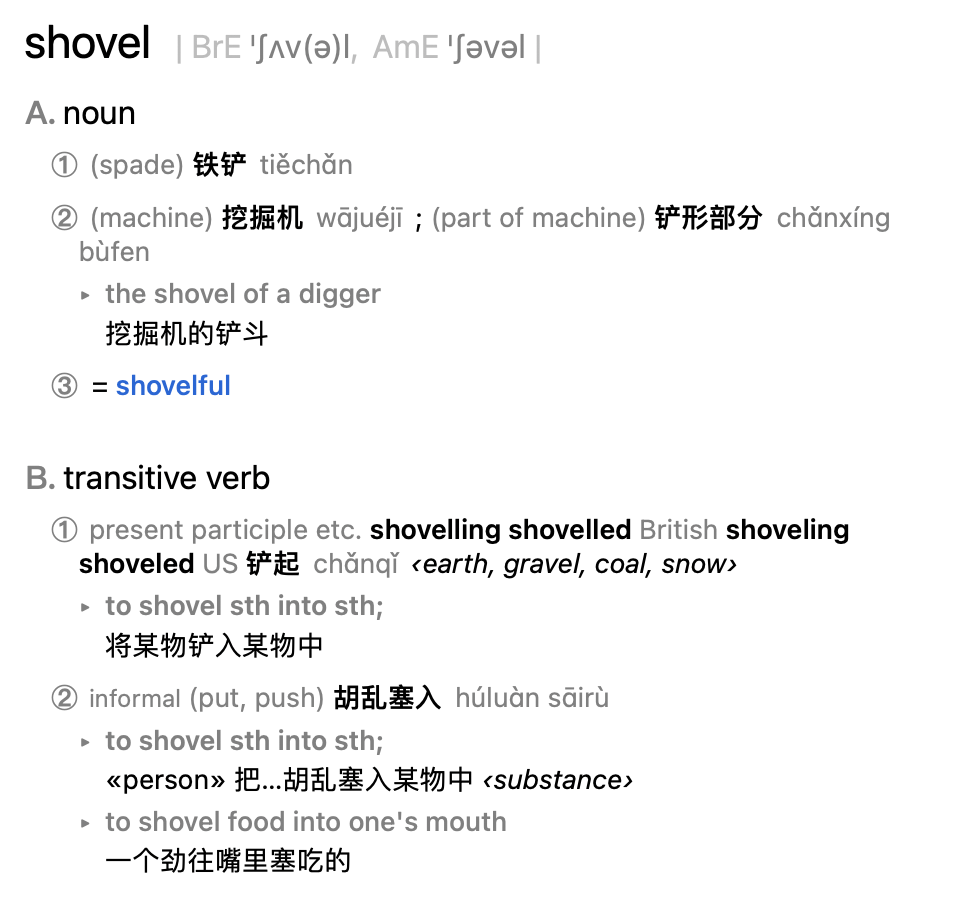 shovel | BrE ˈʃʌv(ə)l, AmE ˈʃəvəl |
A. noun
① (spade) 铁铲 tiěchǎn
② (machine) 挖掘机 wājuéjī ; (part of machine) 铲形部分 chǎnxíng
bùfen
▸ the shovel of a digger
挖掘机的铲斗
③ = shovelful
B. transitive verb
① present participle etc. shovelling shovelled British shoveling
shoveled US 铲起 chǎnqǐ ‹earth, gravel, coal, snow›
▸ to shovel sth into sth;
将某物铲入某物中
② informal (put, push) 胡乱塞入 húluàn sāirù
▸ to shovel sth into sth;
«person» 把…胡乱塞入某物中 ‹substance›
▸ to shovel food into one's mouth
一个劲往嘴里塞吃的